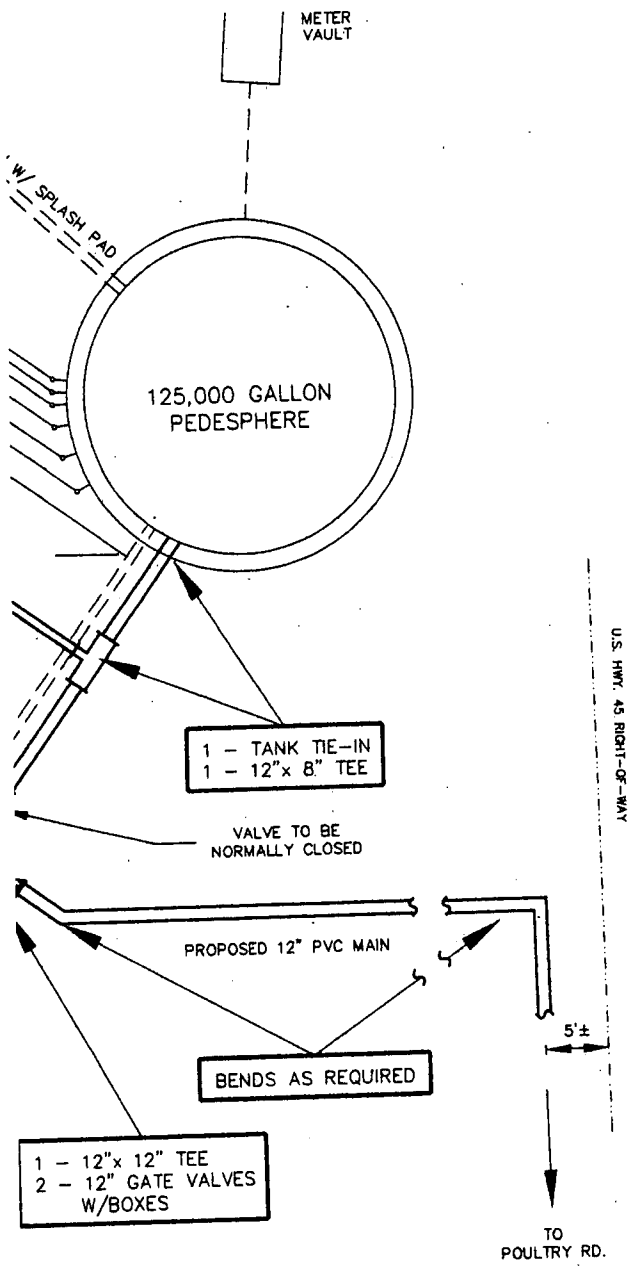 METER
VAULT
W/ SPLASH PAD
125,000 GALLON
PEDESPHERE
U.S. HWY. 45 RIGHT-OF-WAY
1 - TANK TIE-IN
1 - 12"x 8" TEE
VALVE TO BE
NORMALLY CLOSED
PROPOSED 12" PVC MAIN
5'±
BENDS AS REQUIRED
1 - 12"x 12" TEE
2 - 12" GATE VALVES
W/BOXES
TO
POULTRY RD.